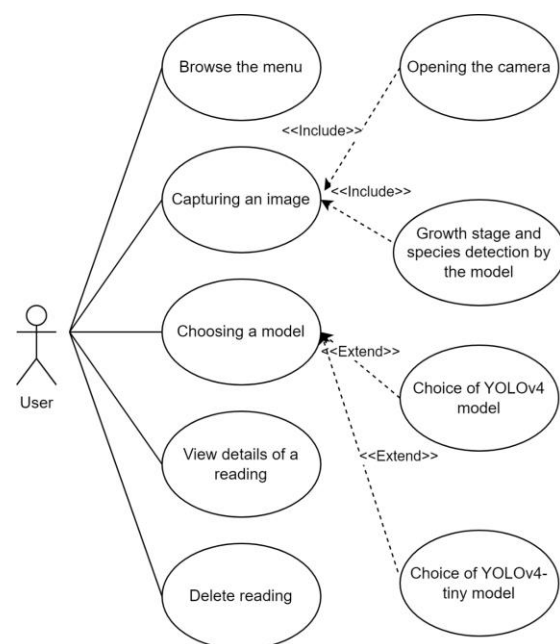 Browse the menu
Opening the camera
<<Include>>
Capturing an image
<<Include>>
Growth stage and
species detection by
the model
Choosing a model
<<Extend>>
User
Choice of YOLOv4
model
View details of a
reading
<<Extend>>
Delete reading
Choice of YOLOv4-
tiny model